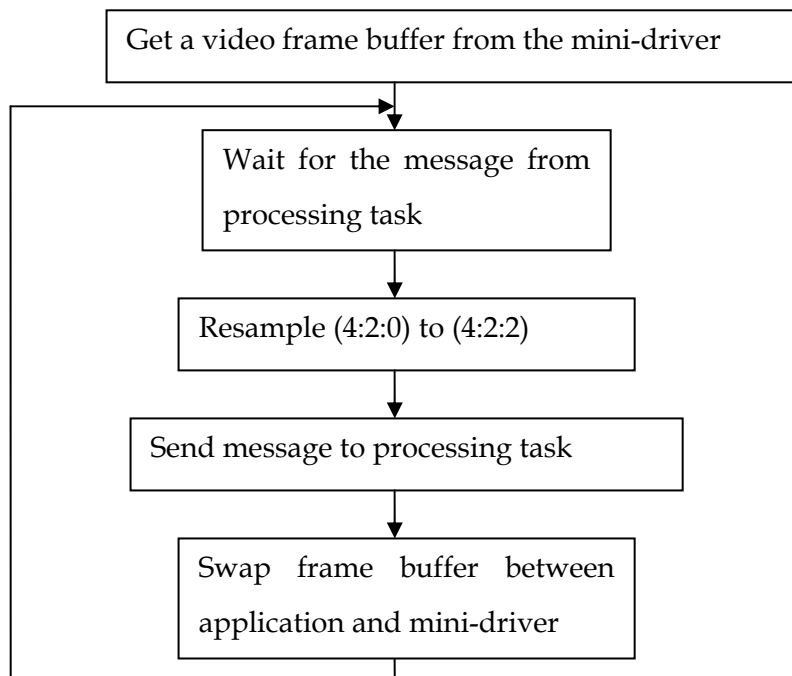 Get a video frame buffer from the mini-driver
Wait for the message from
processing task
Resample (4:2:0) to (4:2:2)
Send message to processing task
Swap frame buffer between
application and mini-driver